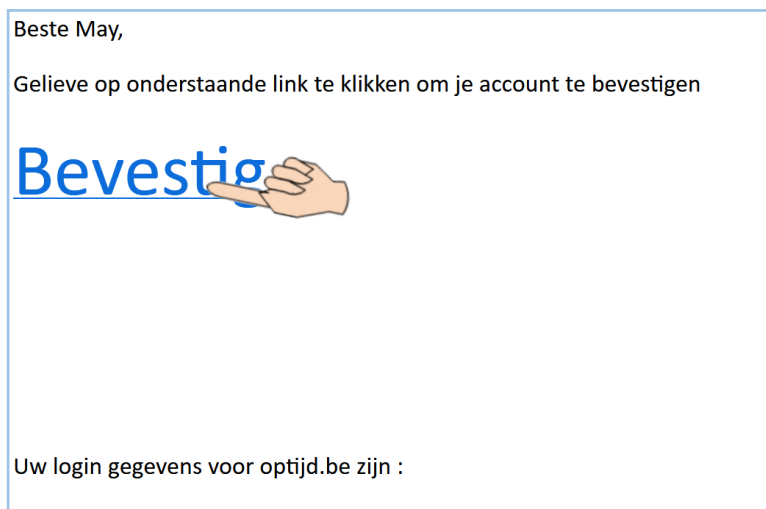 Beste May,
Gelieve op onderstaande link te klikken om je account te bevestigen
Bevestig
Uw login gegevens voor optijd.be zijn :